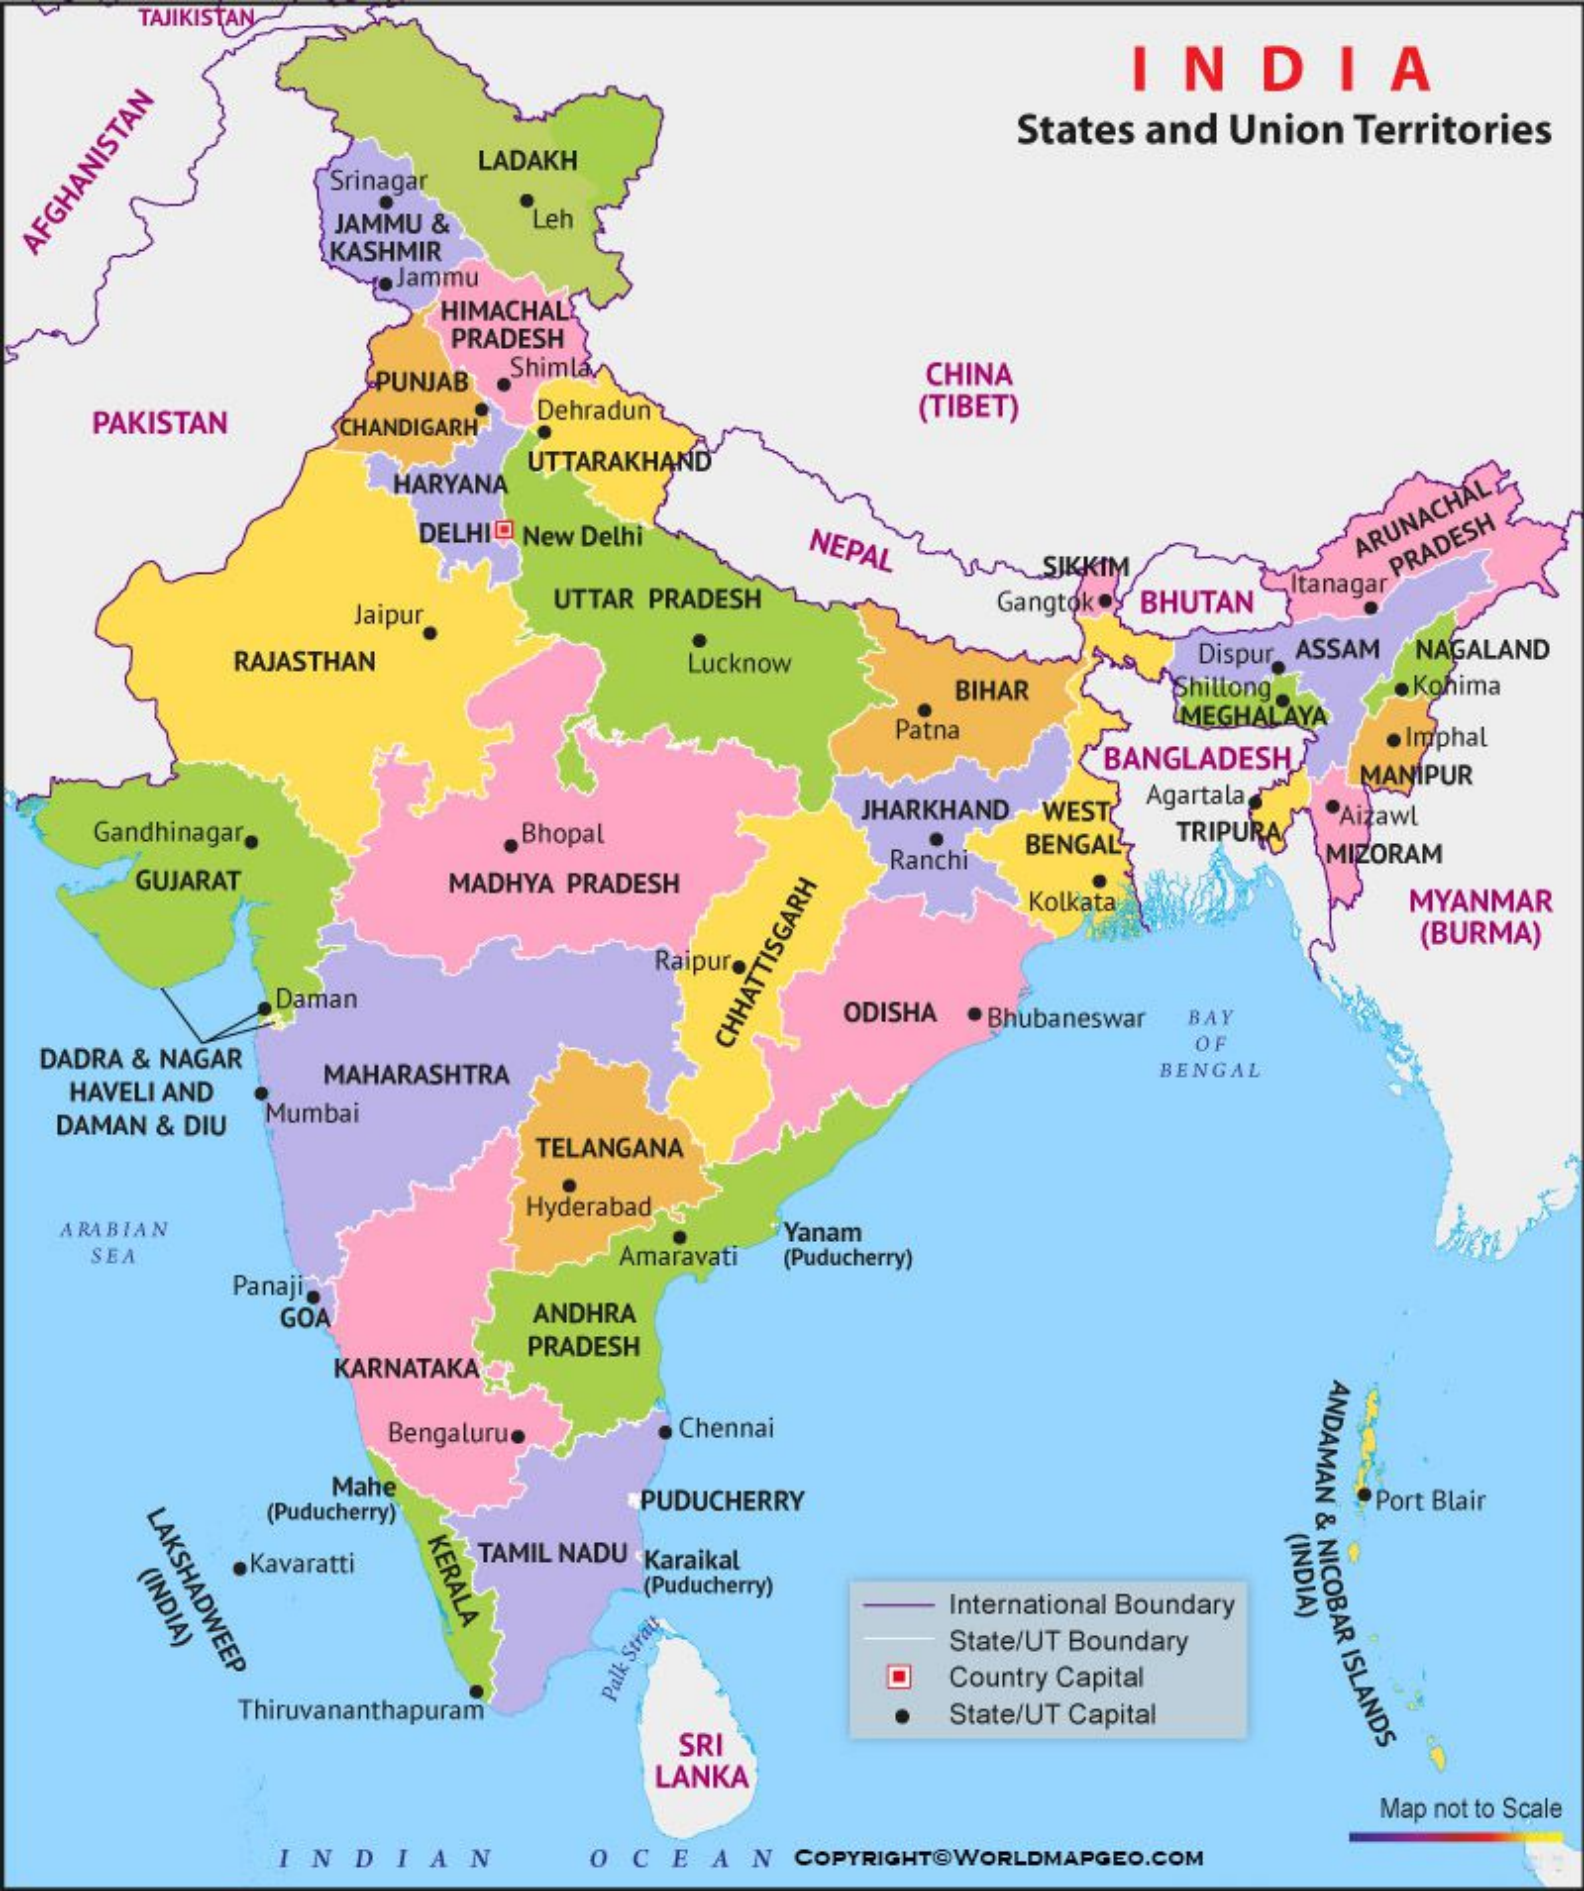 TAJIKISTAN
INDIA
States and Union Territories
AFGHANISTAN
LADAKH
Leh
Srinagar
JAMMU &
KASHMIR
Jammu
HIMACHAL
PRADESH
Shimla
PUNJAB
CHANDIGARH
Dehradun
UTTARAKHAND
PAKISTAN
CHINA
(TIBET)
HARYANA
DELHI
New Delhi
NEPAL
SIKKIM
Gangtok
BHUTAN
ARUNACHAL
PRADESH
Itanagar
UTTAR PRADESH
Lucknow
Jaipur
RAJASTHAN
BIHAR
Patna
Dispur
ASSAM
NAGALAND
Kohima
Shillong
MEGHALAYA
Imphal
MANIPUR
BANGLADESH
Agartala
TRIPURA
Aizawl
MIZORAM
MYANMAR
(BURMA)
JHARKHAND
Ranchi
WEST
BENGAL
Kolkata
Gandhinagar
GUJARAT
Bhopal
MADHYA PRADESH
Raipur
CHHATTISGARH
ODISHA
Bhubaneswar
BAY
OF
BENGAL
Daman
DADRA & NAGAR
HAVELI AND
DAMAN & DIU
MAHARASHTRA
Mumbai
TELANGANA
Hyderabad
Amaravati
Yanam
(Puducherry)
ARABIAN
SEA
Panaji
GOA
ANDHRA
PRADESH
KARNATAKA
Bengaluru
Chennai
Mahe
(Puducherry)
PUDUCHERRY
KERALA
TAMIL NADU
Karaikal
(Puducherry)
LAKSHADWEEP
(INDIA)
Kavaratti
Thiruvananthapuram
Palk Strait
SRI
LANKA
ANDAMAN & NICOBAR ISLANDS
(INDIA)
Port Blair
International Boundary
State/UT Boundary
Country Capital
State/UT Capital
Map not to Scale
INDIAN OCEAN
COPYRIGHT©WORLDMAPGEO.COM